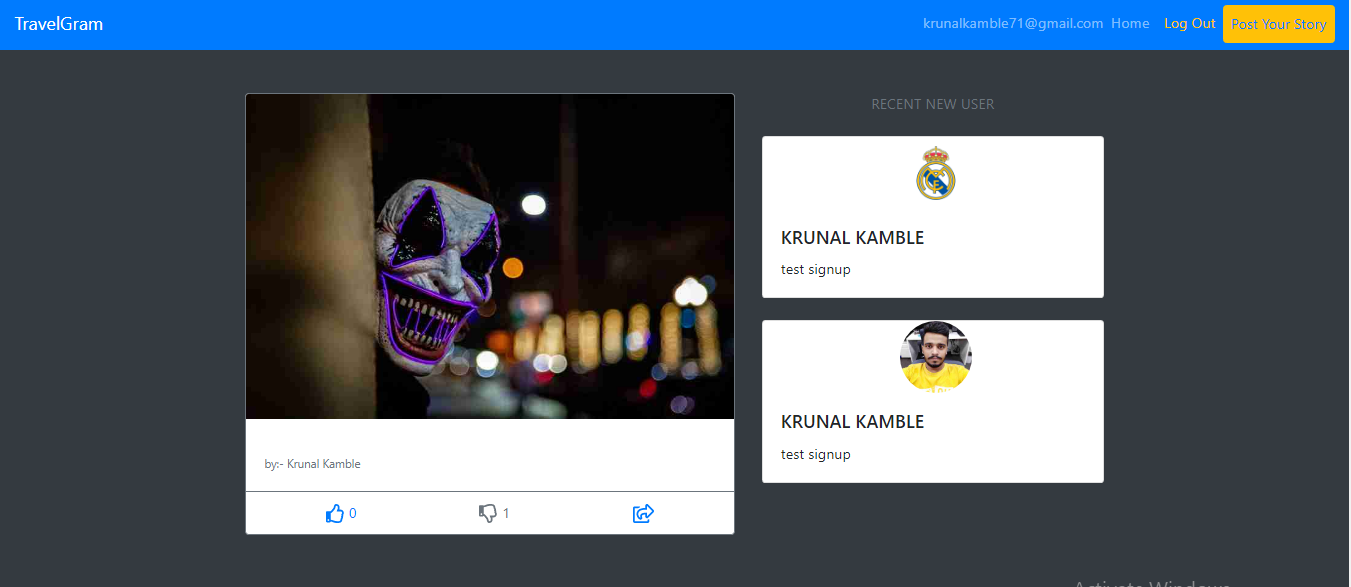 TravelGram
krunalkamble71@gmail.com Home Log Out Post Your Story
RECENT NEW USER
KRUNAL KAMBLE
test signup
KRUNAL KAMBLE
test signup
by:- Krunal Kamble
0 1
Activate Windows